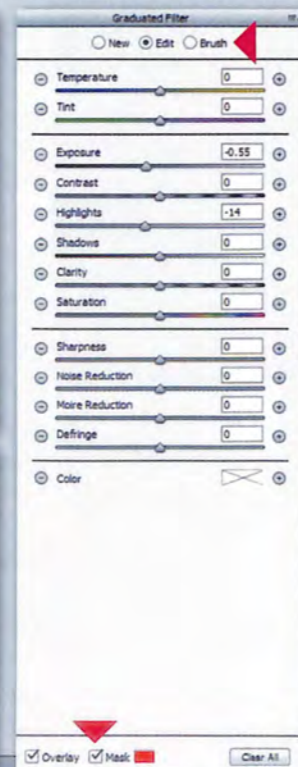 Graduated Filter
New Edit Brush
Temperature 0
Tint 0
Exposure -0.55
Contrast 0
Highlights -14
Shadows 0
Clarity 0
Saturation 0
Sharpness 0
Noise Reduction 0
Moire Reduction 0
Defringe 0
Color
Overlay Mask Clear All